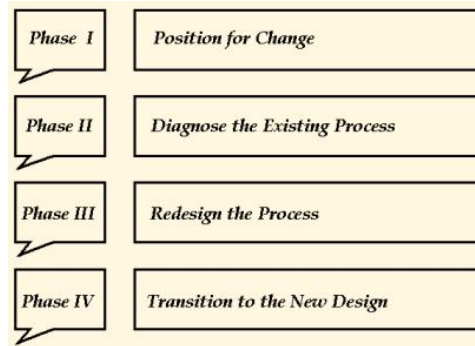 Phase I
Position for Change
Phase II
Diagnose the Existing Process
Phase III
Redesign the Process
Phase IV
Transition to the New Design